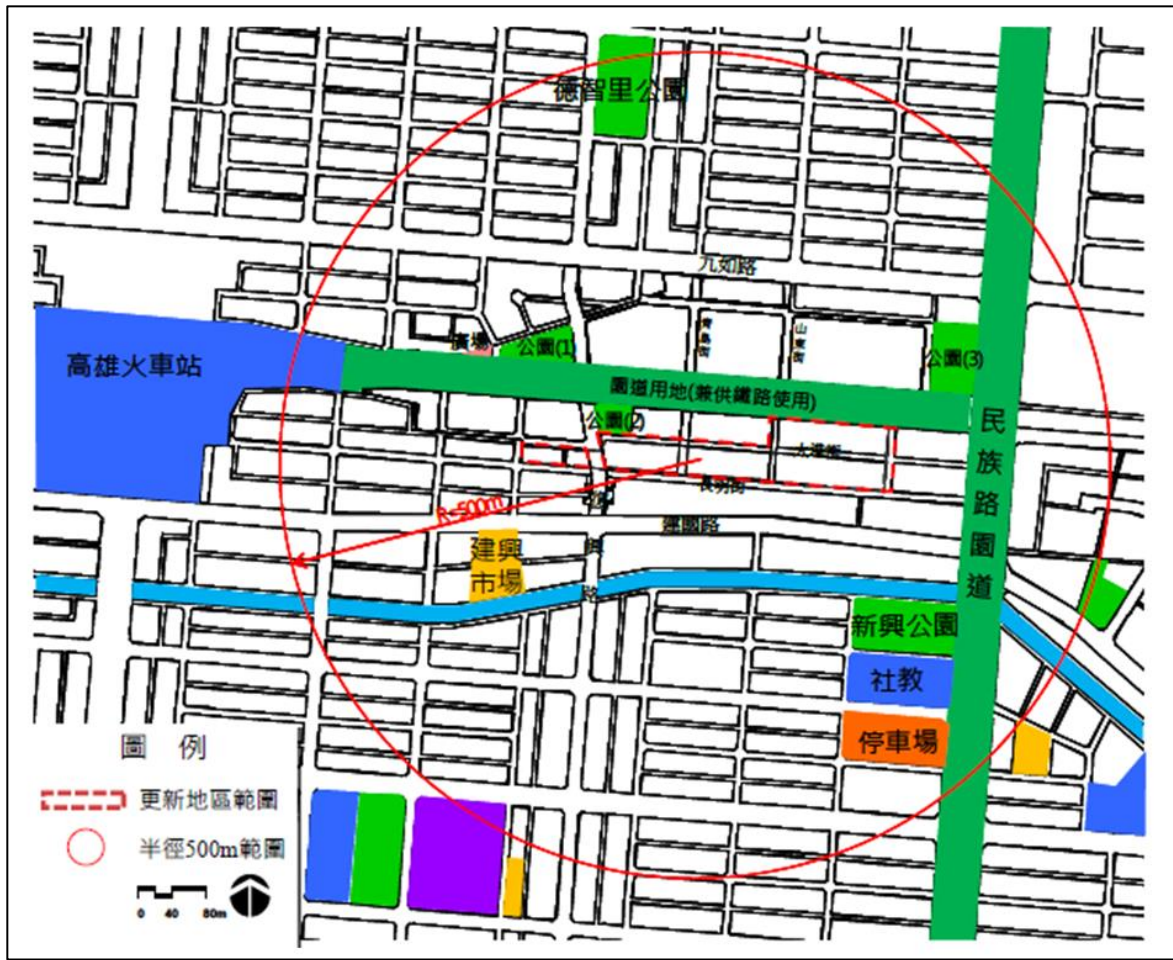 德智里公園
九如路
青島街
山東街
廣場
公園(1)
公園(3)
高雄火車站
園道用地(兼供鐵路使用)
公園(2)
民族路園道
長明街
R=500m
建國路
建興
市場
新興公園
社教
停車場
圖 例
更新地區範圍
半徑500m範圍
0 40 80m